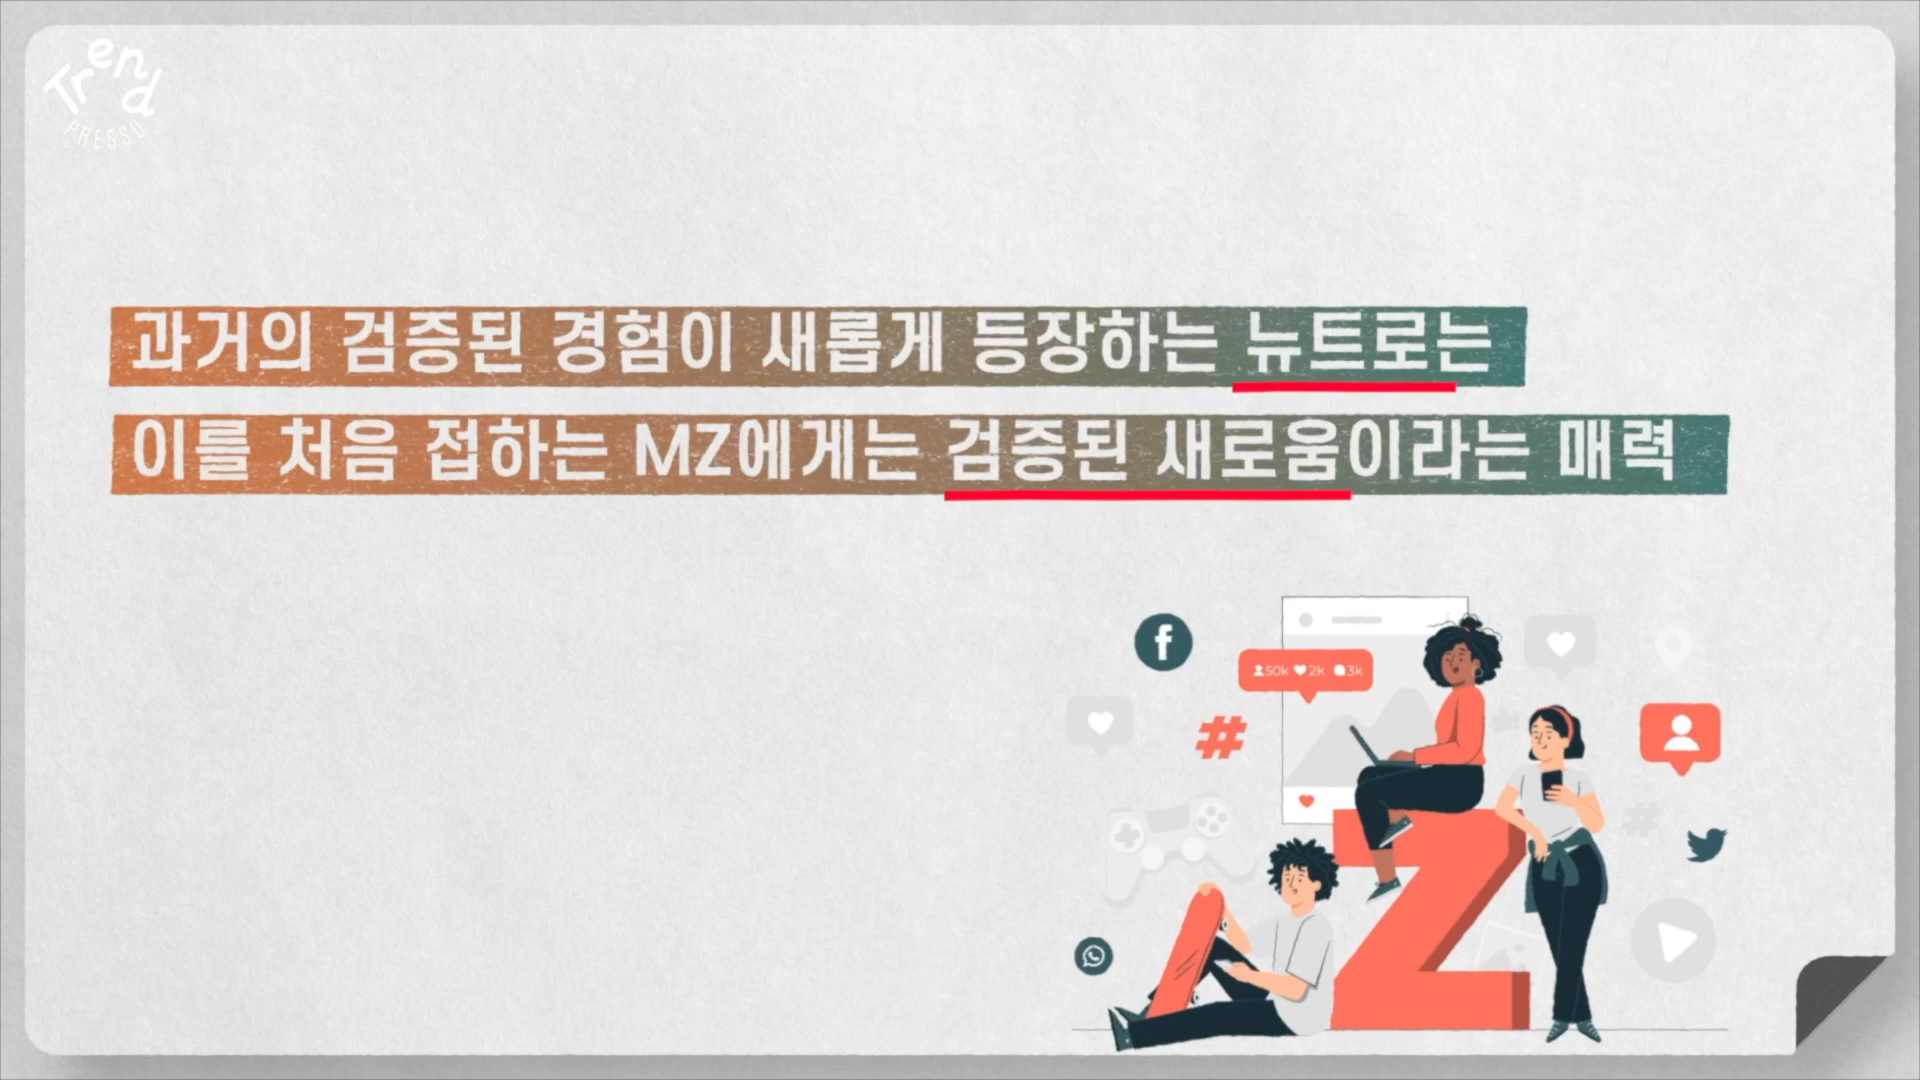 Trend
PRESSO
과거의 검증된 경험이 새롭게 등장하는 뉴트로는
이를 처음 접하는 MZ에게는 검증된 새로움이라는 매력
f
50k 2k 3k
#
#
Z